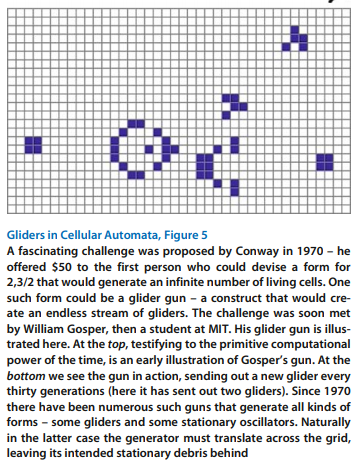 Gliders in Cellular Automata, Figure 5
A fascinating challenge was proposed by Conway in 1970 – he
offered $50 to the first person who could devise a form for
2,3/2 that would generate an infinite number of living cells. One
such form could be a glider gun – a construct that would cre-
ate an endless stream of gliders. The challenge was soon met
by William Gosper, then a student at MIT. His glider gun is illus-
trated here. At the top, testifying to the primitive computational
power of the time, is an early illustration of Gosper's gun. At the
bottom we see the gun in action, sending out a new glider every
thirty generations (here it has sent out two gliders). Since 1970
there have been numerous such guns that generate all kinds of
forms – some gliders and some stationary oscillators. Naturally
in the latter case the generator must translate across the grid,
leaving its intended stationary debris behind